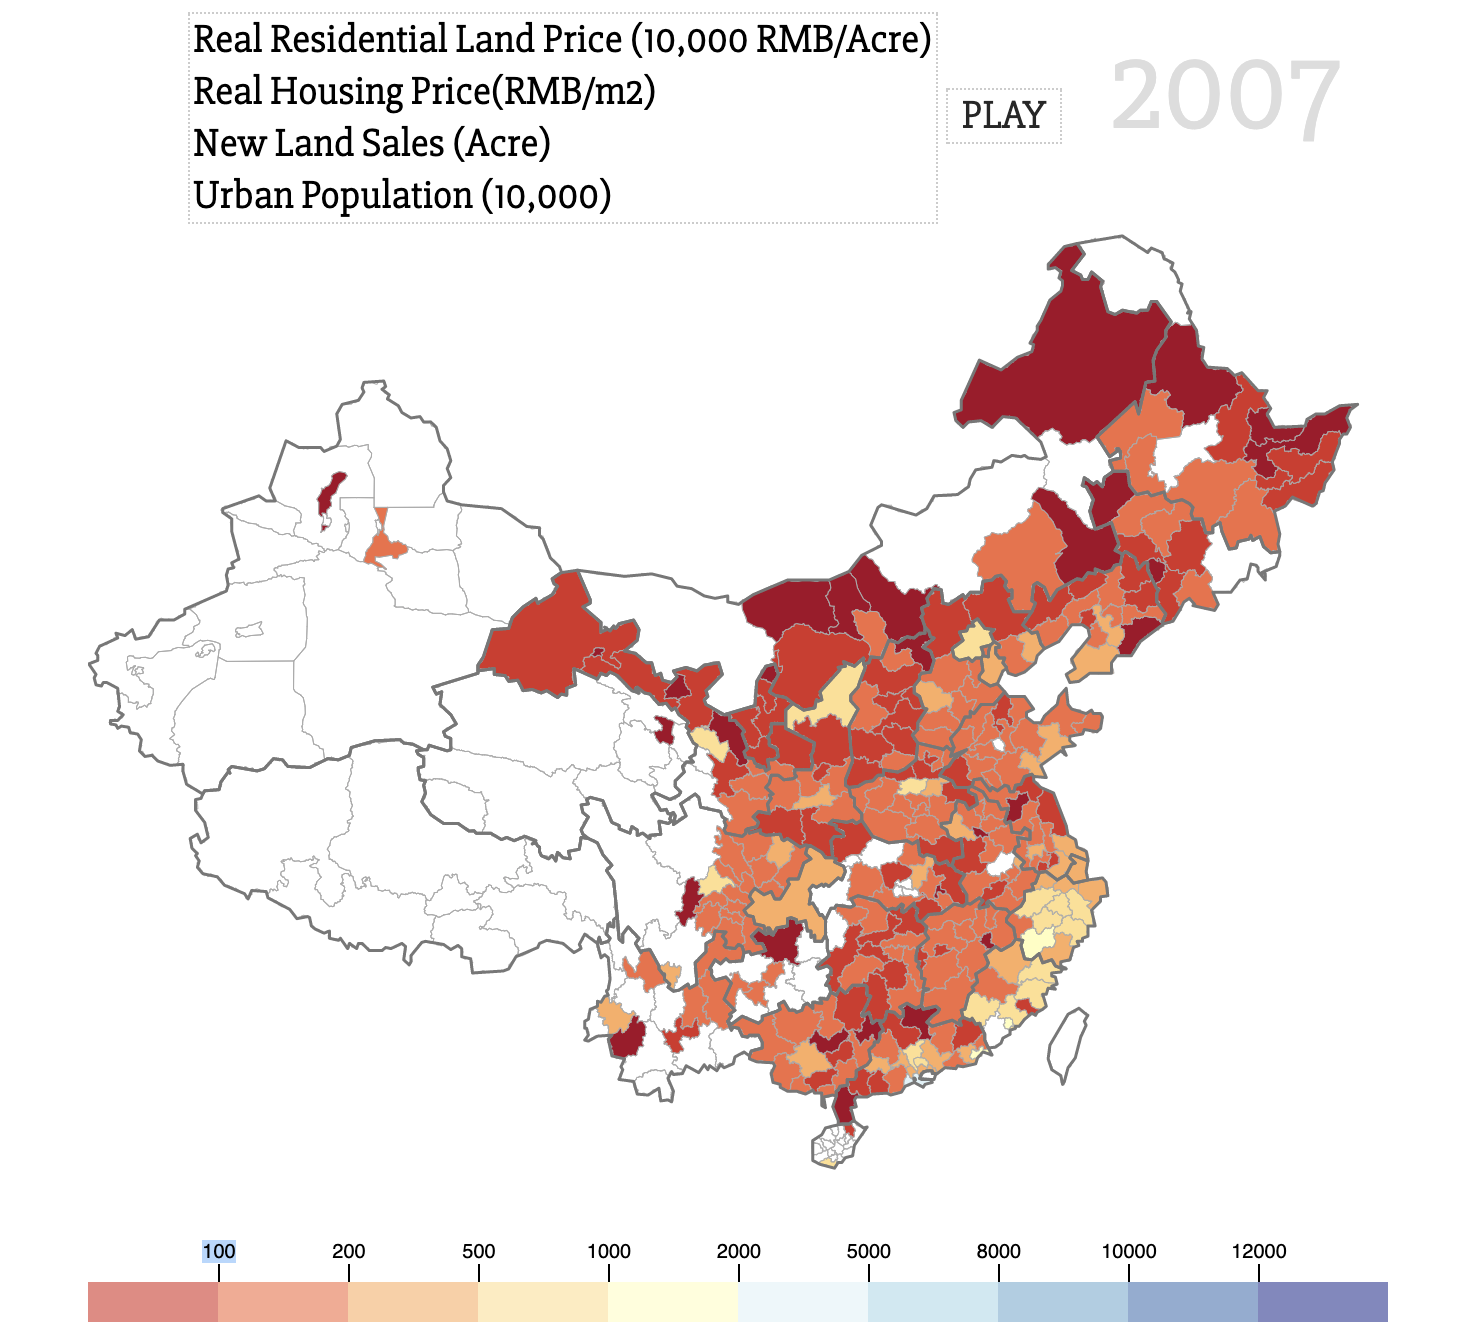 Real Residential Land Price (10,000 RMB/Acre)
Real Housing Price(RMB/m2)
New Land Sales (Acre)
Urban Population (10,000)
PLAY
2007
100 200 500 1000 2000 5000 8000 10000 12000